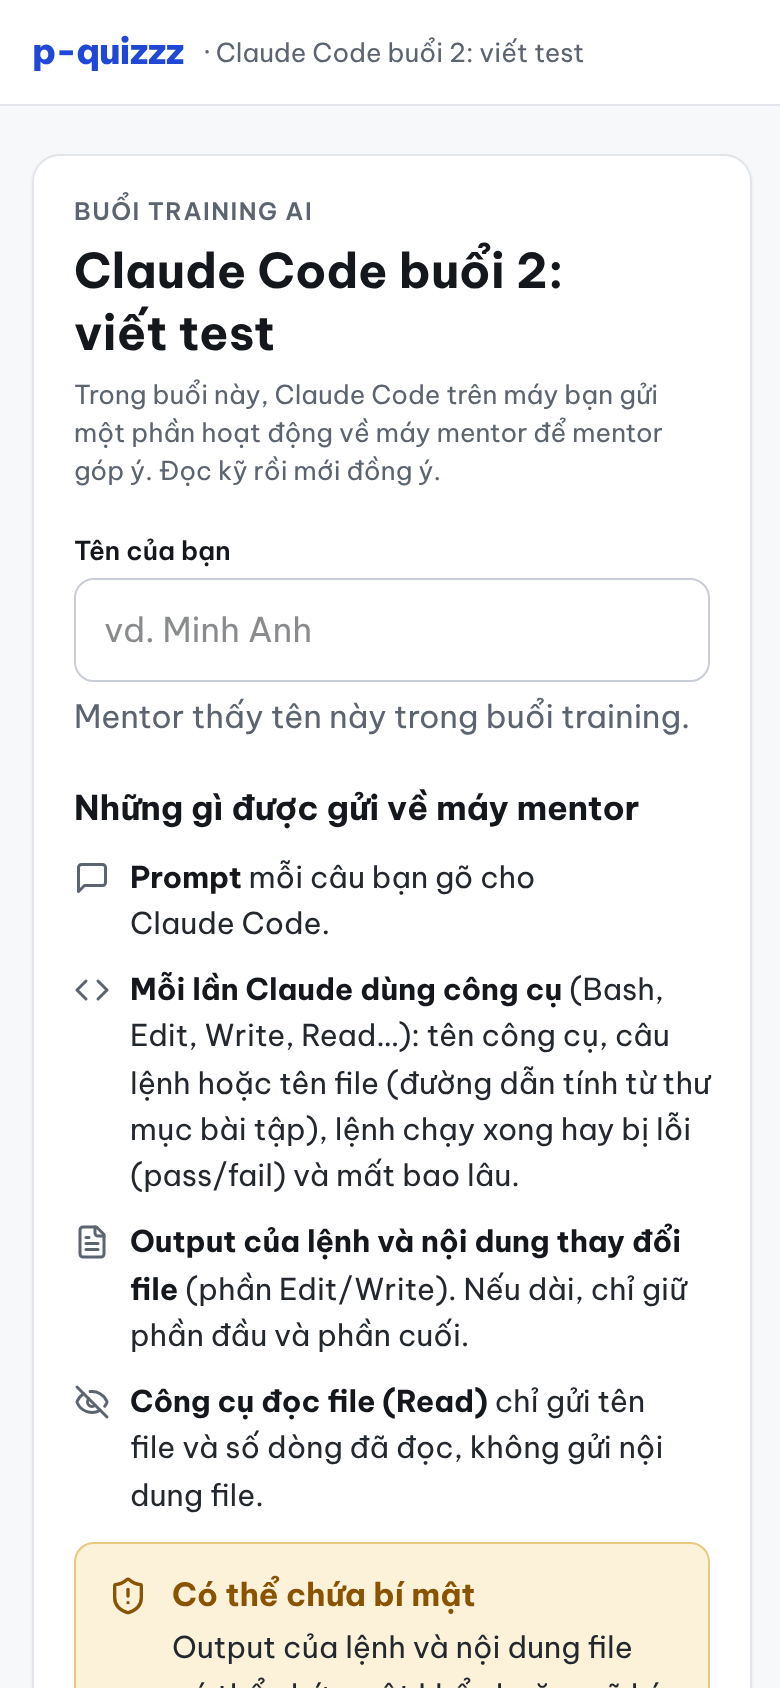 p-quizzz · Claude Code buổi 2: viết test
BUỔI TRAINING AI
Claude Code buổi 2:
viết test
Trong buổi này, Claude Code trên máy bạn gửi
một phần hoạt động về máy mentor để mentor
góp ý. Đọc kỹ rồi mới đồng ý.
Tên của bạn
vd. Minh Anh
Mentor thấy tên này trong buổi training.
Những gì được gửi về máy mentor
Prompt mỗi câu bạn gõ cho
Claude Code.
Mỗi lần Claude dùng công cụ (Bash,
Edit, Write, Read…): tên công cụ, câu
lệnh hoặc tên file (đường dẫn tính từ thư
mục bài tập), lệnh chạy xong hay bị lỗi
(pass/fail) và mất bao lâu.
Output của lệnh và nội dung thay đổi
file (phần Edit/Write). Nếu dài, chỉ giữ
phần đầu và phần cuối.
Công cụ đọc file (Read) chỉ gửi tên
file và số dòng đã đọc, không gửi nội
dung file.
Có thể chứa bí mật
Output của lệnh và nội dung file